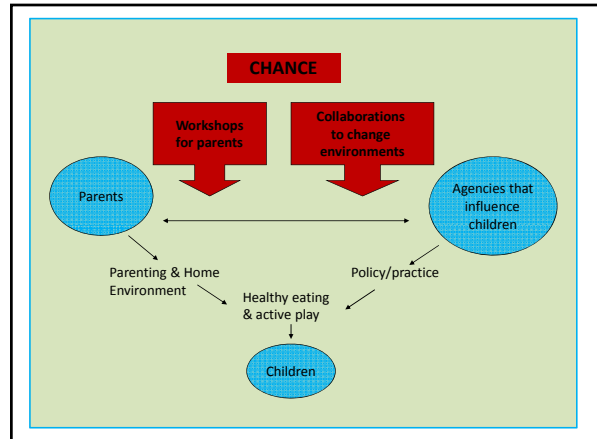 CHANCE
Workshops
for parents
Collaborations
to change
environments
Parents
Agencies that
influence
children
Parenting & Home
Environment
Policy/practice
Healthy eating
& active play
Children